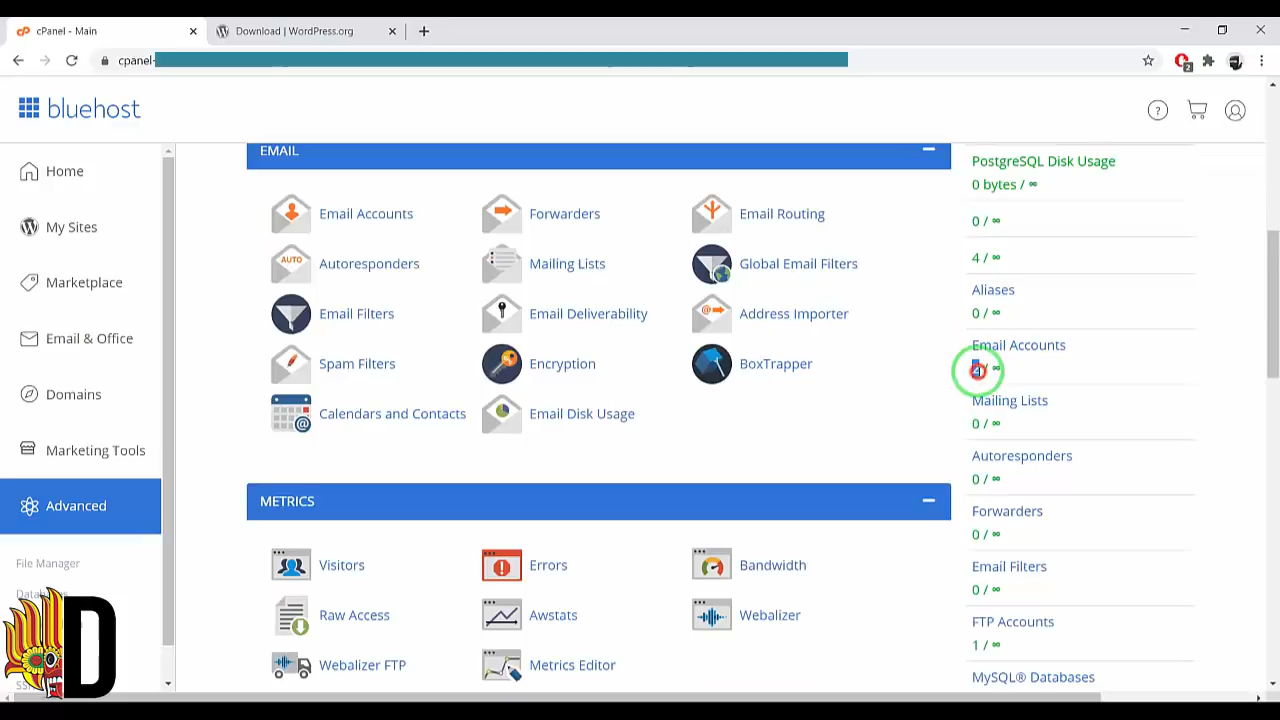 cPanel - Main
Download | WordPress.org
cpanel-
2
bluehost
?
Home
My Sites
Marketplace
Email & Office
Domains
Marketing Tools
Advanced
File Manager
D
EMAIL
Email Accounts
Forwarders
Email Routing
AUTO
Autoresponders
Mailing Lists
Global Email Filters
Email Filters
Email Deliverability
Address Importer
Spam Filters
Encryption
BoxTrapper
Calendars and Contacts
Email Disk Usage
METRICS
Visitors
Errors
Bandwidth
Raw Access
Awstats
Webalizer
Webalizer FTP
Metrics Editor
PostgreSQL Disk Usage
0 bytes / ∞
0 / ∞
4 / ∞
Aliases
0 / ∞
Email Accounts
4 / ∞
Mailing Lists
0 / ∞
Autoresponders
0 / ∞
Forwarders
0 / ∞
Email Filters
0 / ∞
FTP Accounts
1 / ∞
MySQL® Databases